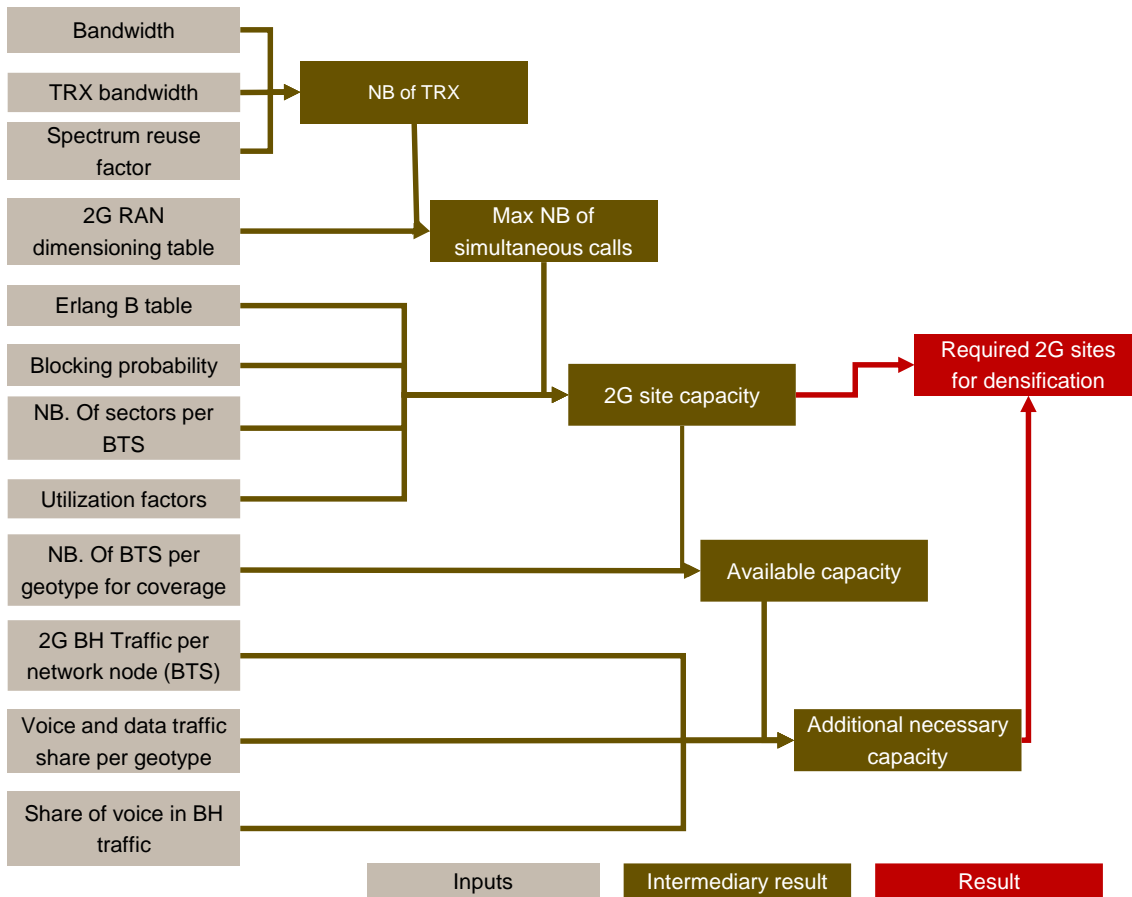 Bandwidth
TRX bandwidth
Spectrum reuse
factor
NB of TRX
2G RAN
dimensioning table
Max NB of
simultaneous calls
Erlang B table
Blocking probability
NB. Of sectors per
BTS
Utilization factors
2G site capacity
Required 2G sites
for densification
NB. Of BTS per
geotype for coverage
Available capacity
2G BH Traffic per
network node (BTS)
Voice and data traffic
share per geotype
Additional necessary
capacity
Share of voice in BH
traffic
Inputs
Intermediary result
Result